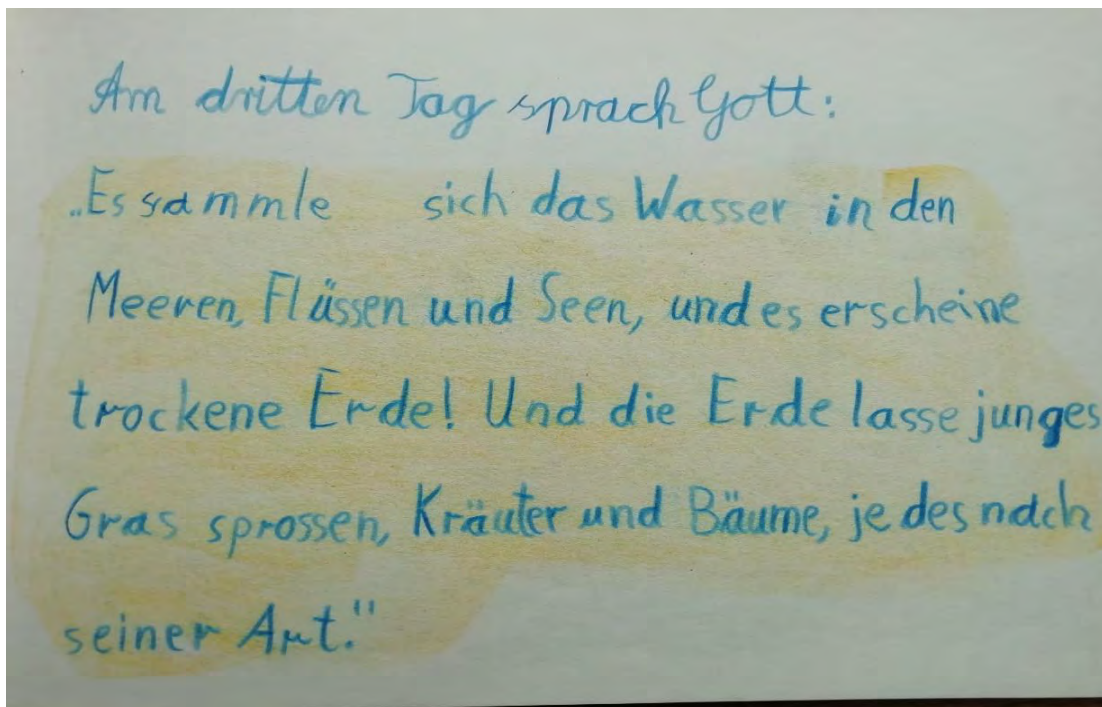 Am dritten Tag sprach Gott:
„Es sammle sich das Wasser in den
Meeren, Flüssen und Seen, und es erscheine
trockene Erde! Und die Erde lasse junges
Gras sprossen, Kräuter und Bäume, jedes nach
seiner Art."